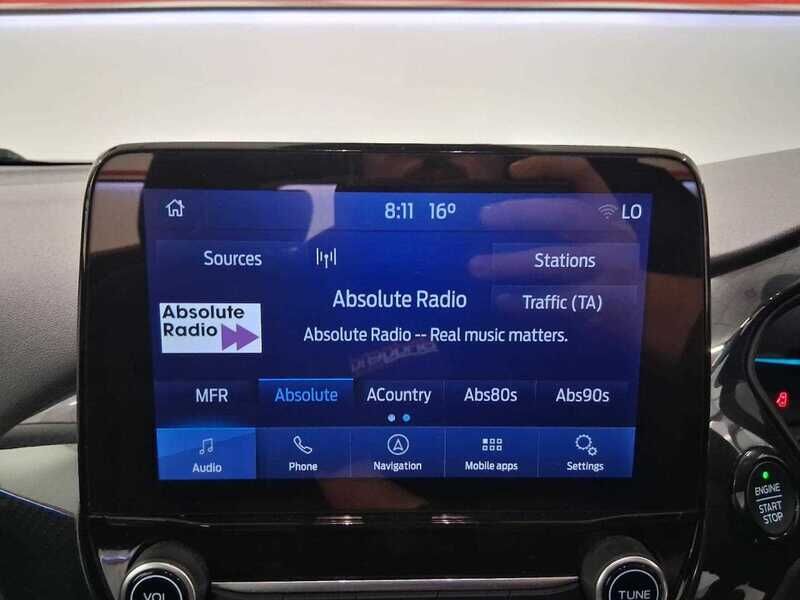 8:11 16° LO
Sources Stations
Absolute Radio
Traffic (TA)
Absolute
Radio
Absolute Radio -- Real music matters.
MFR Absolute ACountry Abs80s Abs90s
Audio Phone Navigation Mobile apps Settings
ENGINE
START
STOP
VOL TUNE